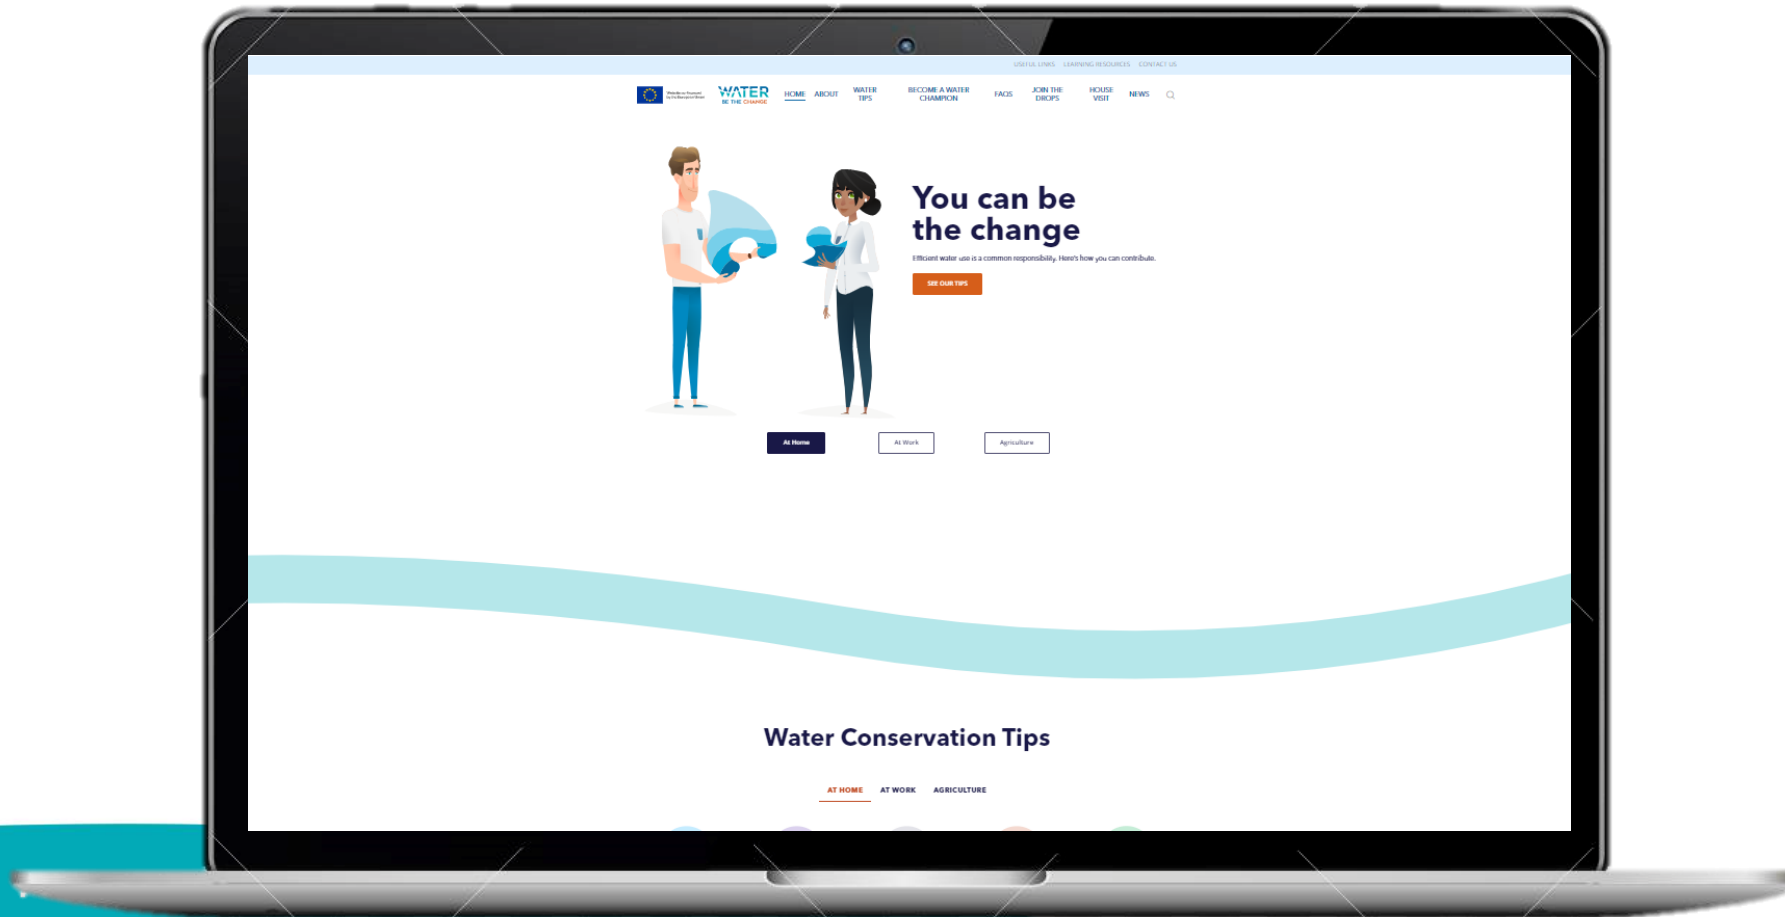 USEFUL LINKS LEARNING RESOURCES CONTACT US
WATER
BE THE CHANGE
HOME
ABOUT
WATER
TIPS
BECOME A WATER
CHAMPION
FAQS
JOIN THE
DROPS
HOUSE
VISIT
NEWS
You can be
the change
Efficient water use is a common responsibility. Here's how you can contribute.
SEE OUR TIPS
At Home
At Work
Agriculture
Water Conservation Tips
AT HOME AT WORK AGRICULTURE